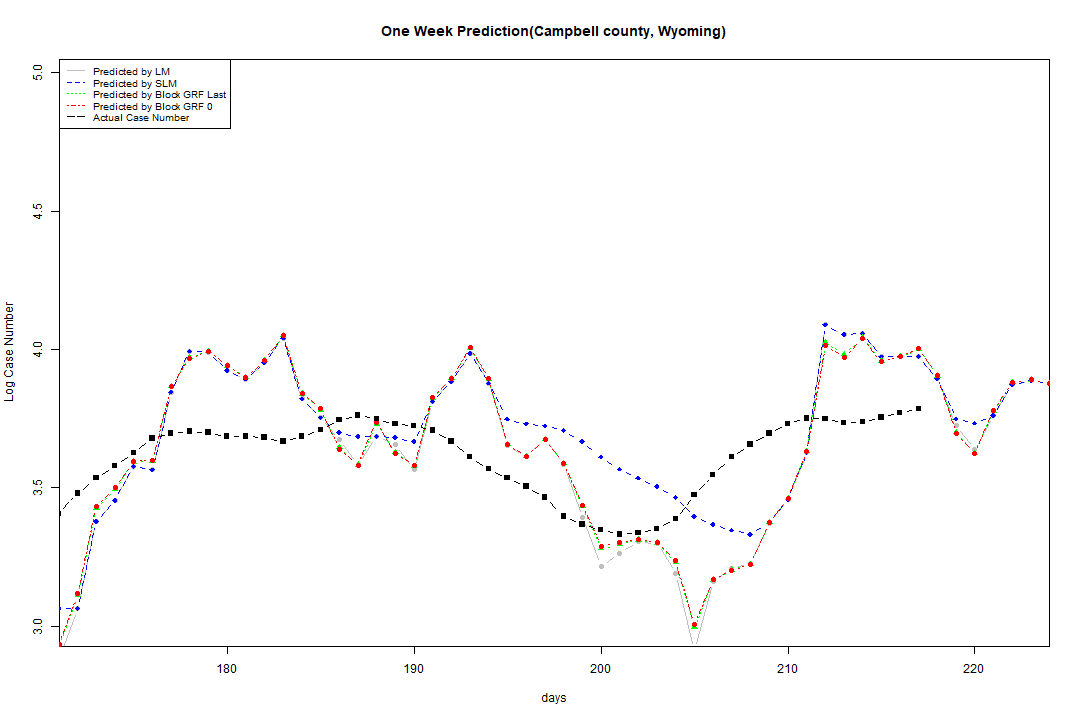 One Week Prediction(Campbell county, Wyoming)
Predicted by LM
Predicted by SLM
Predicted by Block GRF Last
Predicted by Block GRF 0
Actual Case Number
5.0
4.5
4.0
3.5
3.0
Log Case Number
180
190
200
210
220
days